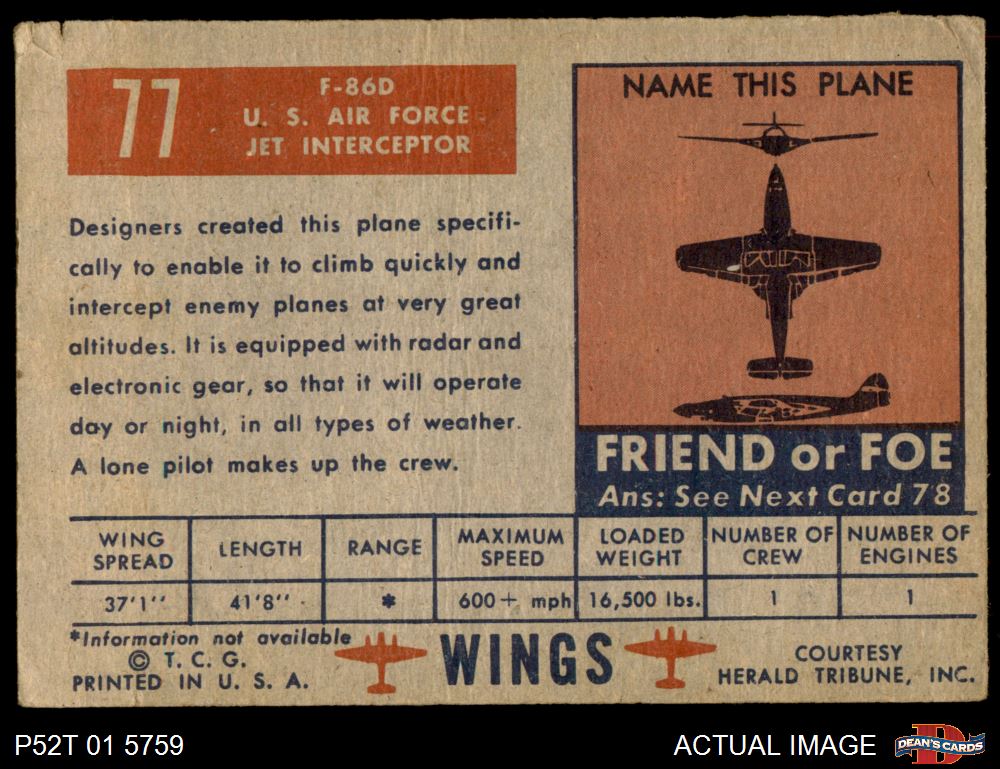 77
F-86D
U. S. AIR FORCE
JET INTERCEPTOR
Designers created this plane specifi-
cally to enable it to climb quickly and
intercept enemy planes at very great
altitudes. It is equipped with radar and
electronic gear, so that it will operate
day or night, in all types of weather.
A lone pilot makes up the crew.
NAME THIS PLANE
FRIEND or FOE
Ans: See Next Card 78
WING SPREAD LENGTH RANGE MAXIMUM SPEED LOADED WEIGHT NUMBER OF CREW NUMBER OF ENGINES
37'1'' 41'8'' * 600+ mph 16,500 lbs. 1 1
*Information not available
© T. C. G.
PRINTED IN U. S. A.
WINGS
COURTESY
HERALD TRIBUNE, INC.
P52T 01 5759
ACTUAL IMAGE
D
DEAN'S CARDS